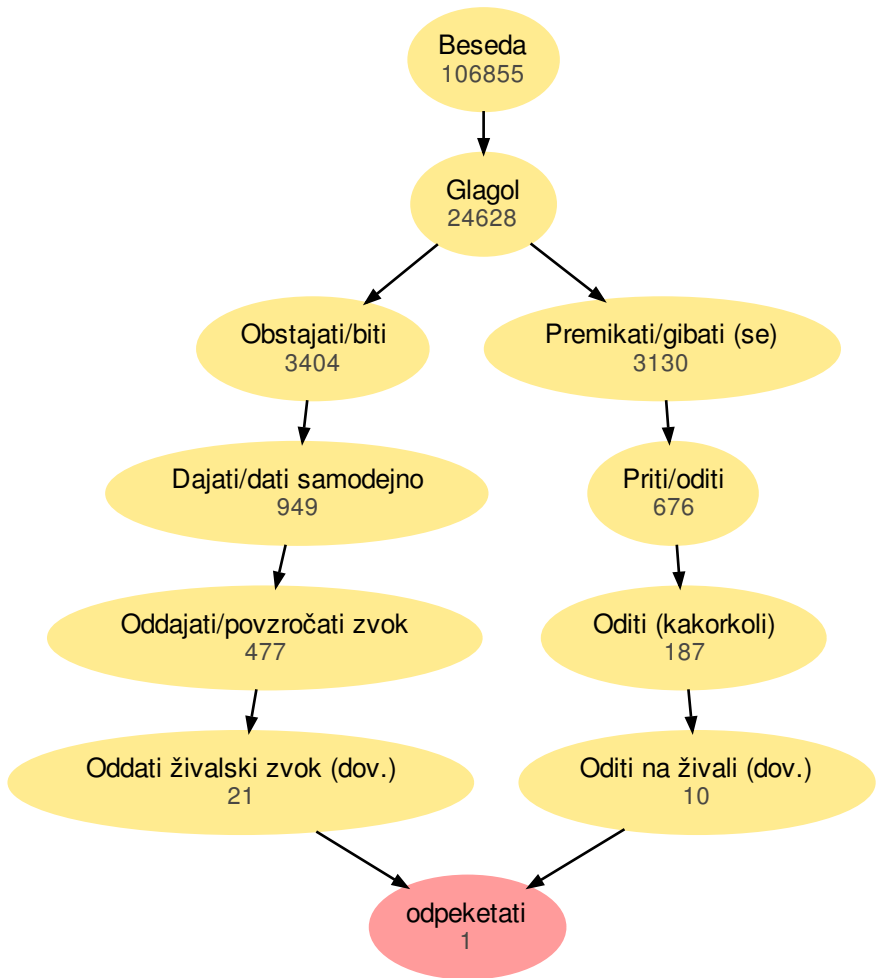 Beseda
106855
Glagol
24628
Obstajati/biti
3404
Premikati/gibati (se)
3130
Dajati/dati samodejno
949
Priti/oditi
676
Oddajati/povzročati zvok
477
Oditi (kakorkoli)
187
Oddati živalski zvok (dov.)
21
Oditi na živali (dov.)
10
odpeketati
1